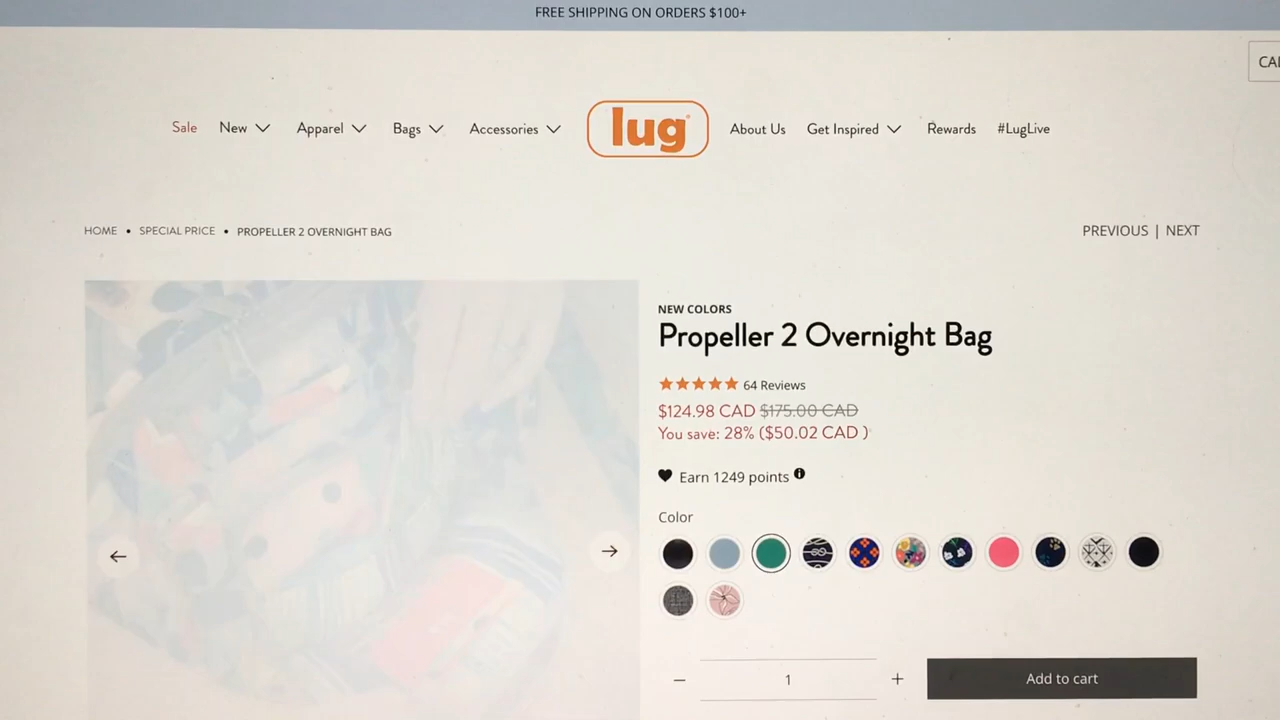 FREE SHIPPING ON ORDERS $100+
Sale New Apparel Bags Accessories lug About Us Get Inspired Rewards #LugLive
HOME • SPECIAL PRICE • PROPELLER 2 OVERNIGHT BAG
PREVIOUS | NEXT
NEW COLORS
Propeller 2 Overnight Bag
64 Reviews
$124.98 CAD $175.00 CAD
You save: 28% ($50.02 CAD )
Earn 1249 points
Color
− 1 +
Add to cart